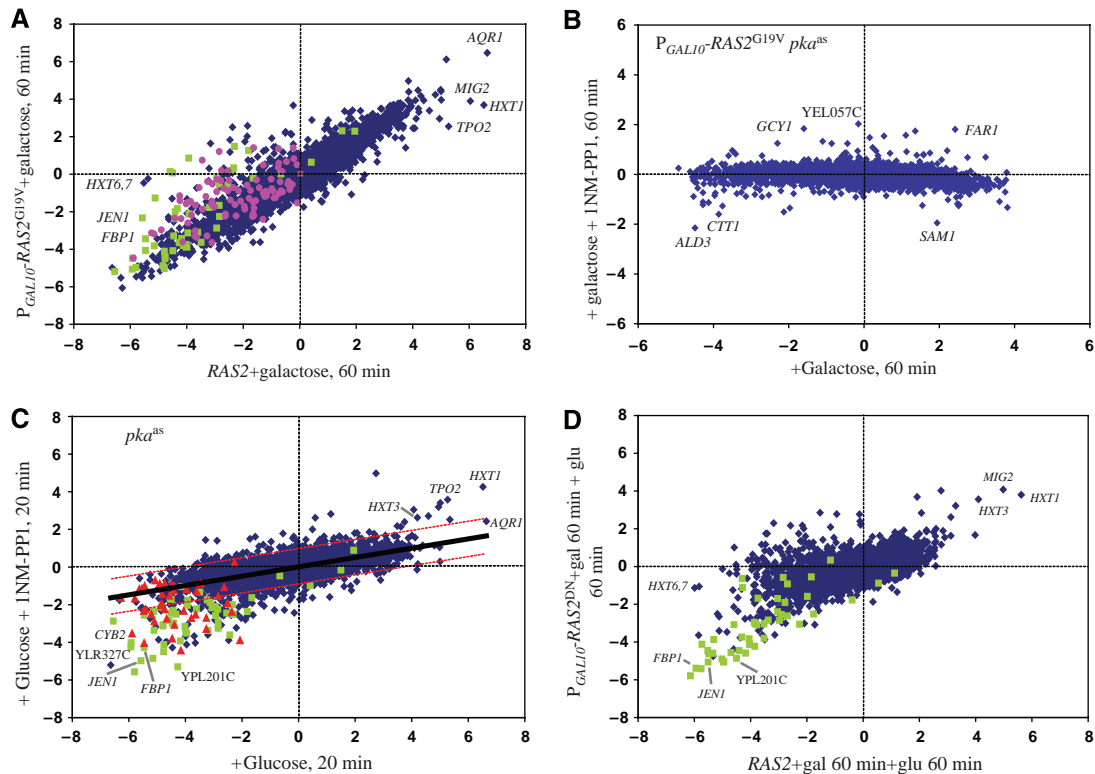 A
8
6
4
2
0
−2
−4
−6
−8
−8 −6 −4 −2 0 2 4 6 8
P_GAL10-RAS2^G19V+galactose, 60 min
RAS2+galactose, 60 min
AQR1
MIG2
HXT1
TPO2
HXT6,7
JEN1
FBP1
B
6
4
2
0
−2
−4
−6
−6 −4 −2 0 2 4 6
+ galactose + 1NM-PP1, 60 min
+Galactose, 60 min
P_GAL10-RAS2^G19V pka^as
YEL057C
GCY1
FAR1
CTT1
ALD3
SAM1
C
8
6
4
2
0
−2
−4
−6
−8
−8 −6 −4 −2 0 2 4 6 8
+ Glucose + 1NM-PP1, 20 min
+Glucose, 20 min
pka^as
HXT1
TPO2
HXT3
AQR1
CYB2
YLR327C
JEN1
FBP1
YPL201C
D
8
6
4
2
0
−2
−4
−6
−8
−8 −6 −4 −2 0 2 4 6 8
P_GAL10-RAS2^DN+gal 60 min + glu
60 min
RAS2+gal 60 min+glu 60 min
MIG2
HXT1
HXT3
HXT6,7
FBP1
JEN1
YPL201C